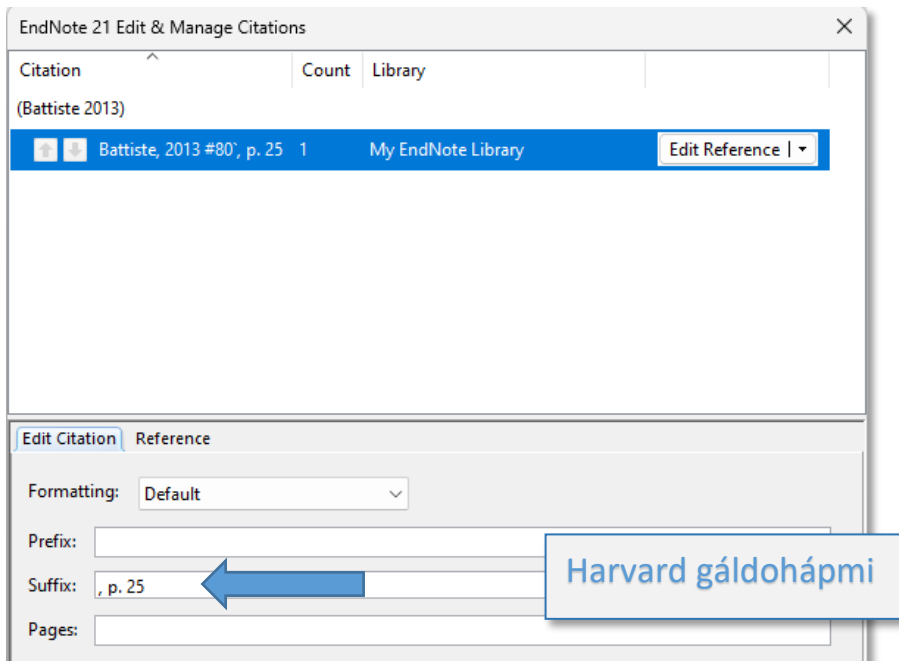 EndNote 21 Edit & Manage Citations
Citation Count Library
(Battiste 2013)
Battiste, 2013 #80`, p. 25 1 My EndNote Library Edit Reference
Edit Citation Reference
Formatting: Default
Prefix:
Suffix: , p. 25
Harvard gáldohápmi
Pages: